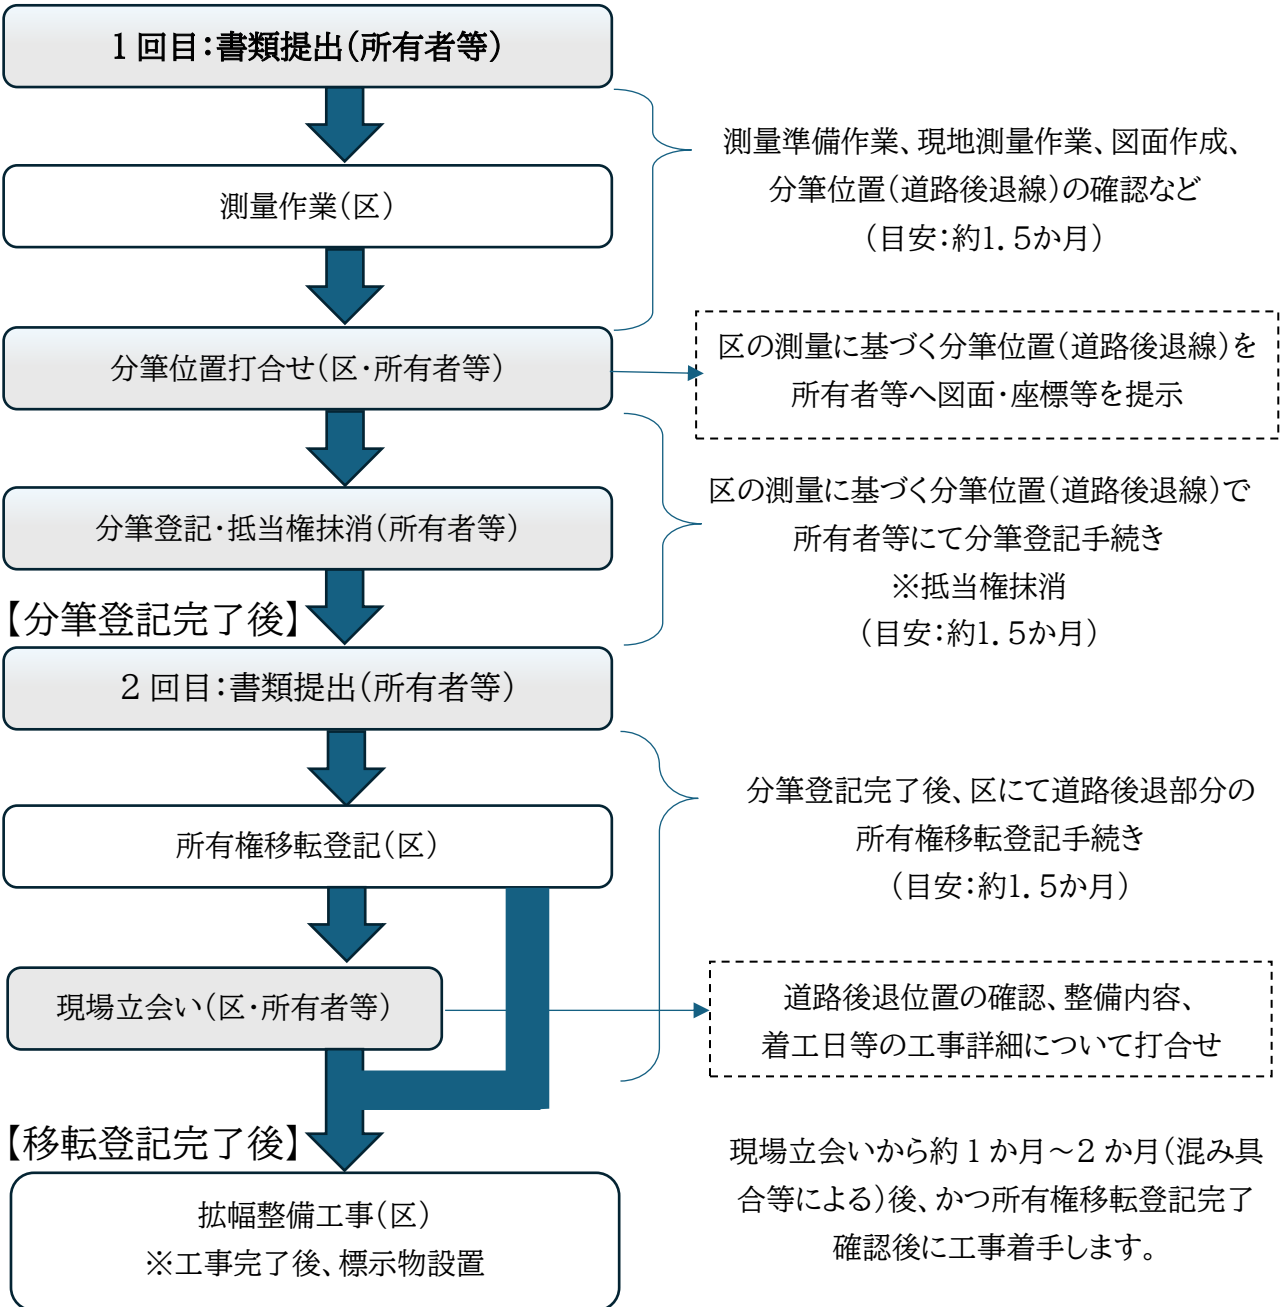 1回目：書類提出（所有者等）
測量準備作業、現地測量作業、図面作成、
分筆位置（道路後退線）の確認など
（目安：約1．5か月）
測量作業（区）
分筆位置打合せ（区・所有者等）
区の測量に基づく分筆位置（道路後退線）を
所有者等へ図面・座標等を提示
分筆登記・抵当権抹消（所有者等）
区の測量に基づく分筆位置（道路後退線）で
所有者等にて分筆登記手続き
※抵当権抹消
（目安：約1．5か月）
【分筆登記完了後】
2回目：書類提出（所有者等）
所有権移転登記（区）
分筆登記完了後、区にて道路後退部分の
所有権移転登記手続き
（目安：約1．5か月）
現場立会い（区・所有者等）
道路後退位置の確認、整備内容、
着工日等の工事詳細について打合せ
【移転登記完了後】
拡幅整備工事（区）
※工事完了後、標示物設置
現場立会いから約1か月～2か月（混み具
合等による）後、かつ所有権移転登記完了
確認後に工事着手します。